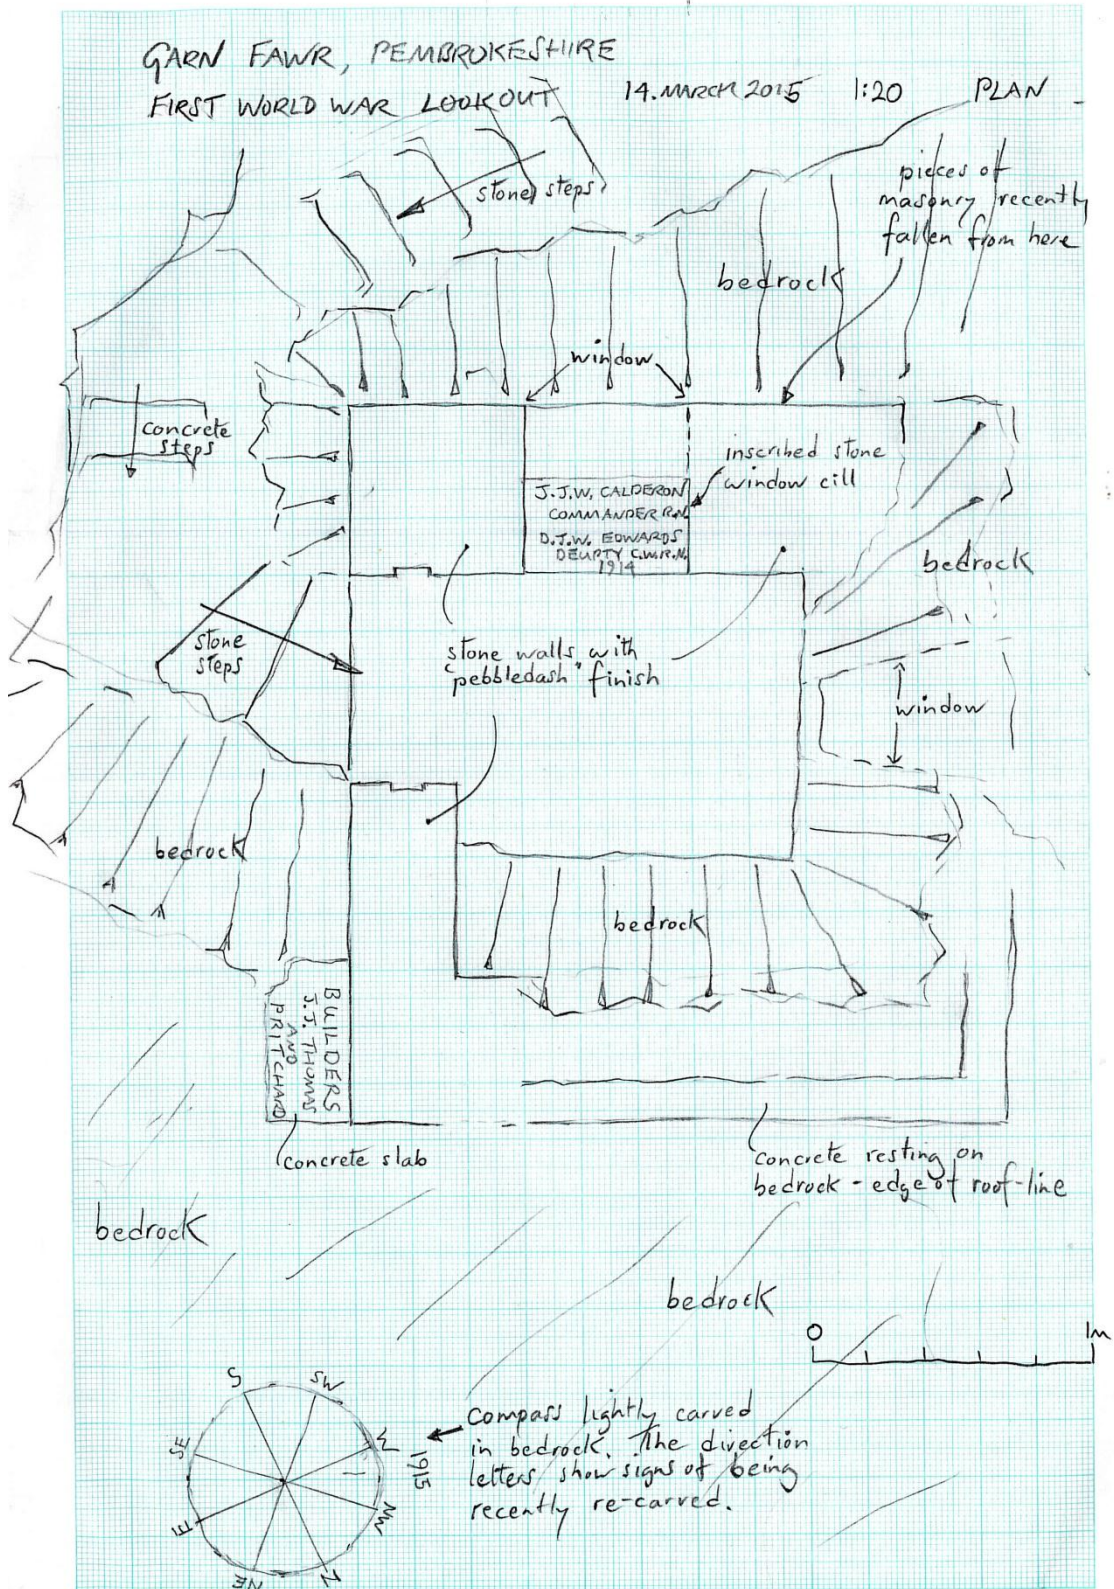 GARN FAWR, PEMBROKESHIRE
FIRST WORLD WAR LOOKOUT 14.MARCH 2015 1:20 PLAN
stone steps
pieces of
masonry recently
fallen from here
bedrock
window
concrete
steps
inscribed stone
window cill
J.J.W. CALDERON
COMMANDER R.N.
D.J.W. EDWARDS
DEUPTY C.W.R.N.
1914
bedrock
stone
steps
stone walls with
"pebbledash" finish
window
bedrock
bedrock
BUILDERS
J.J. THOMAS
AND
PRITCHARD
concrete slab
concrete resting on
bedrock - edge of roof-line
bedrock
bedrock
0 1m
S
SW
W
NW
N
NE
E
SE
1915
Compass lightly carved
in bedrock. The direction
letters show signs of being
recently re-carved.